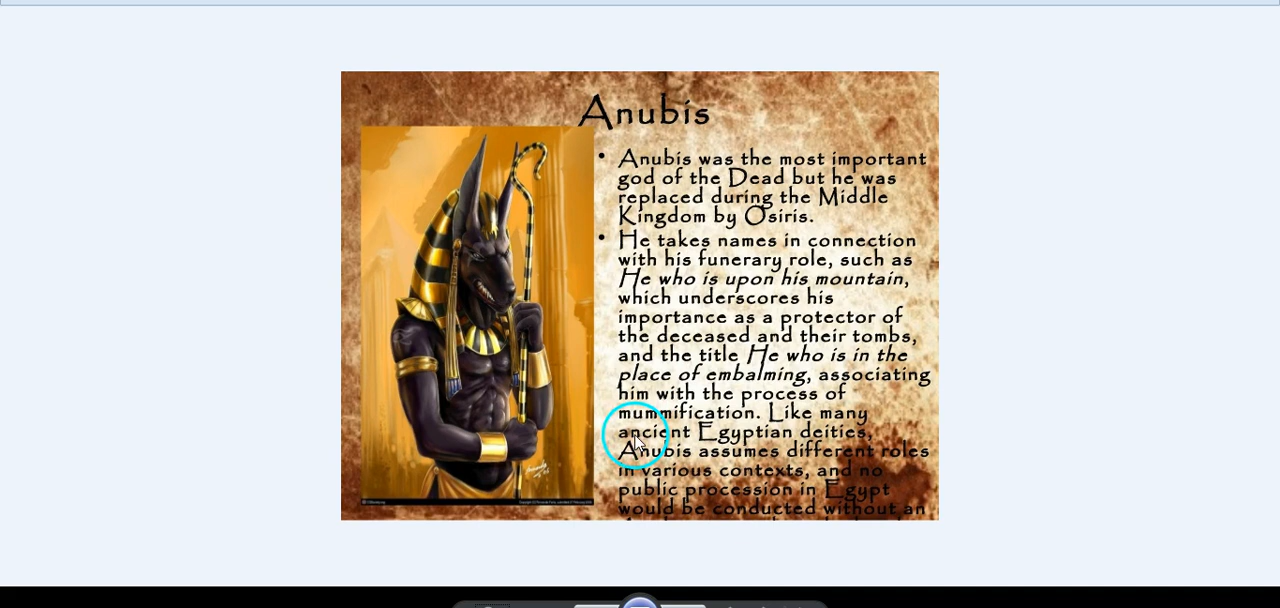 Anubis
• Anubis was the most important
god of the Dead but he was
replaced during the Middle
Kingdom by Osiris.
• He takes names in connection
with his funerary role, such as
He who is upon his mountain,
which underscores his
importance as a protector of
the deceased and their tombs,
and the title He who is in the
place of embalming, associating
him with the process of
mummification. Like many
ancient Egyptian deities,
Anubis assumes different roles
in various contexts, and no
public procession in Egypt
would be conducted without an